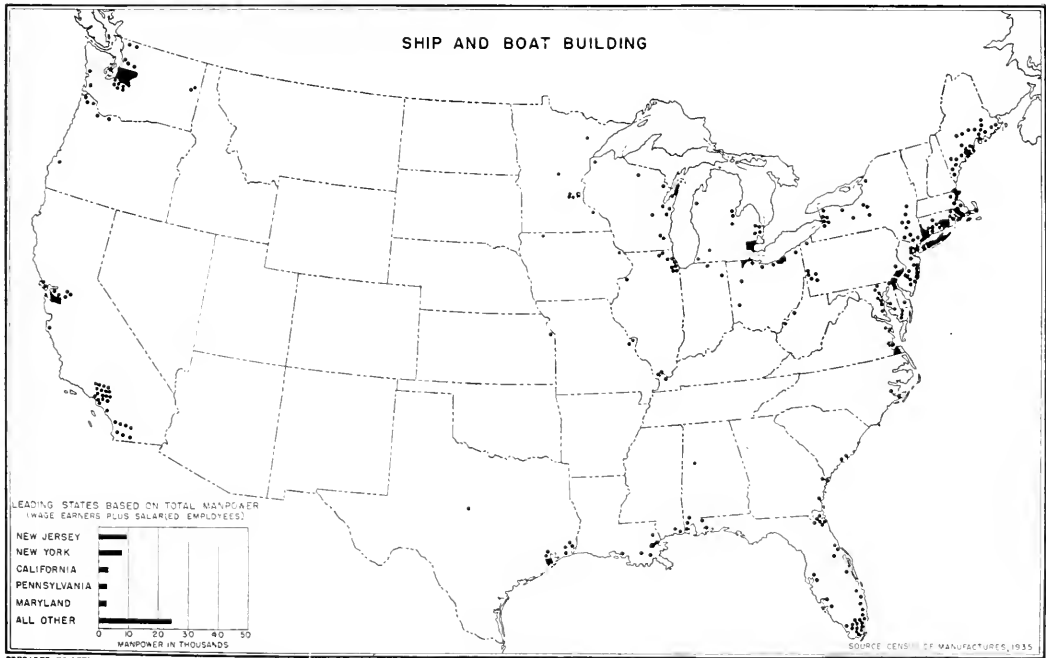 SHIP AND BOAT BUILDING
LEADING STATES BASED ON TOTAL MANPOWER
(WAGE EARNERS PLUS SALARIED EMPLOYEES)
NEW JERSEY
NEW YORK
CALIFORNIA
PENNSYLVANIA
MARYLAND
ALL OTHER
0 10 20 30 40 50
MANPOWER IN THOUSANDS
SOURCE CENSUS OF MANUFACTURES, 1935